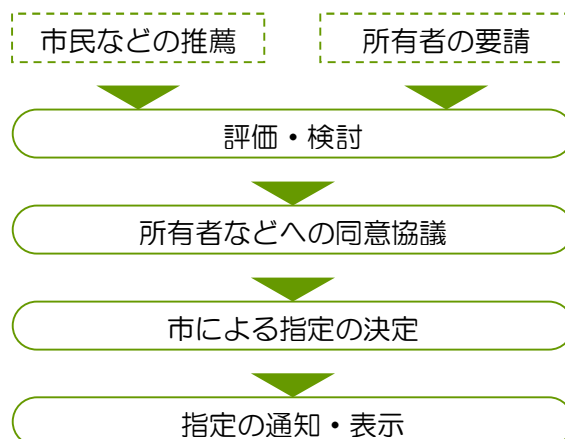 市民などの推薦
所有者の要請
評価・検討
所有者などへの同意協議
市による指定の決定
指定の通知・表示